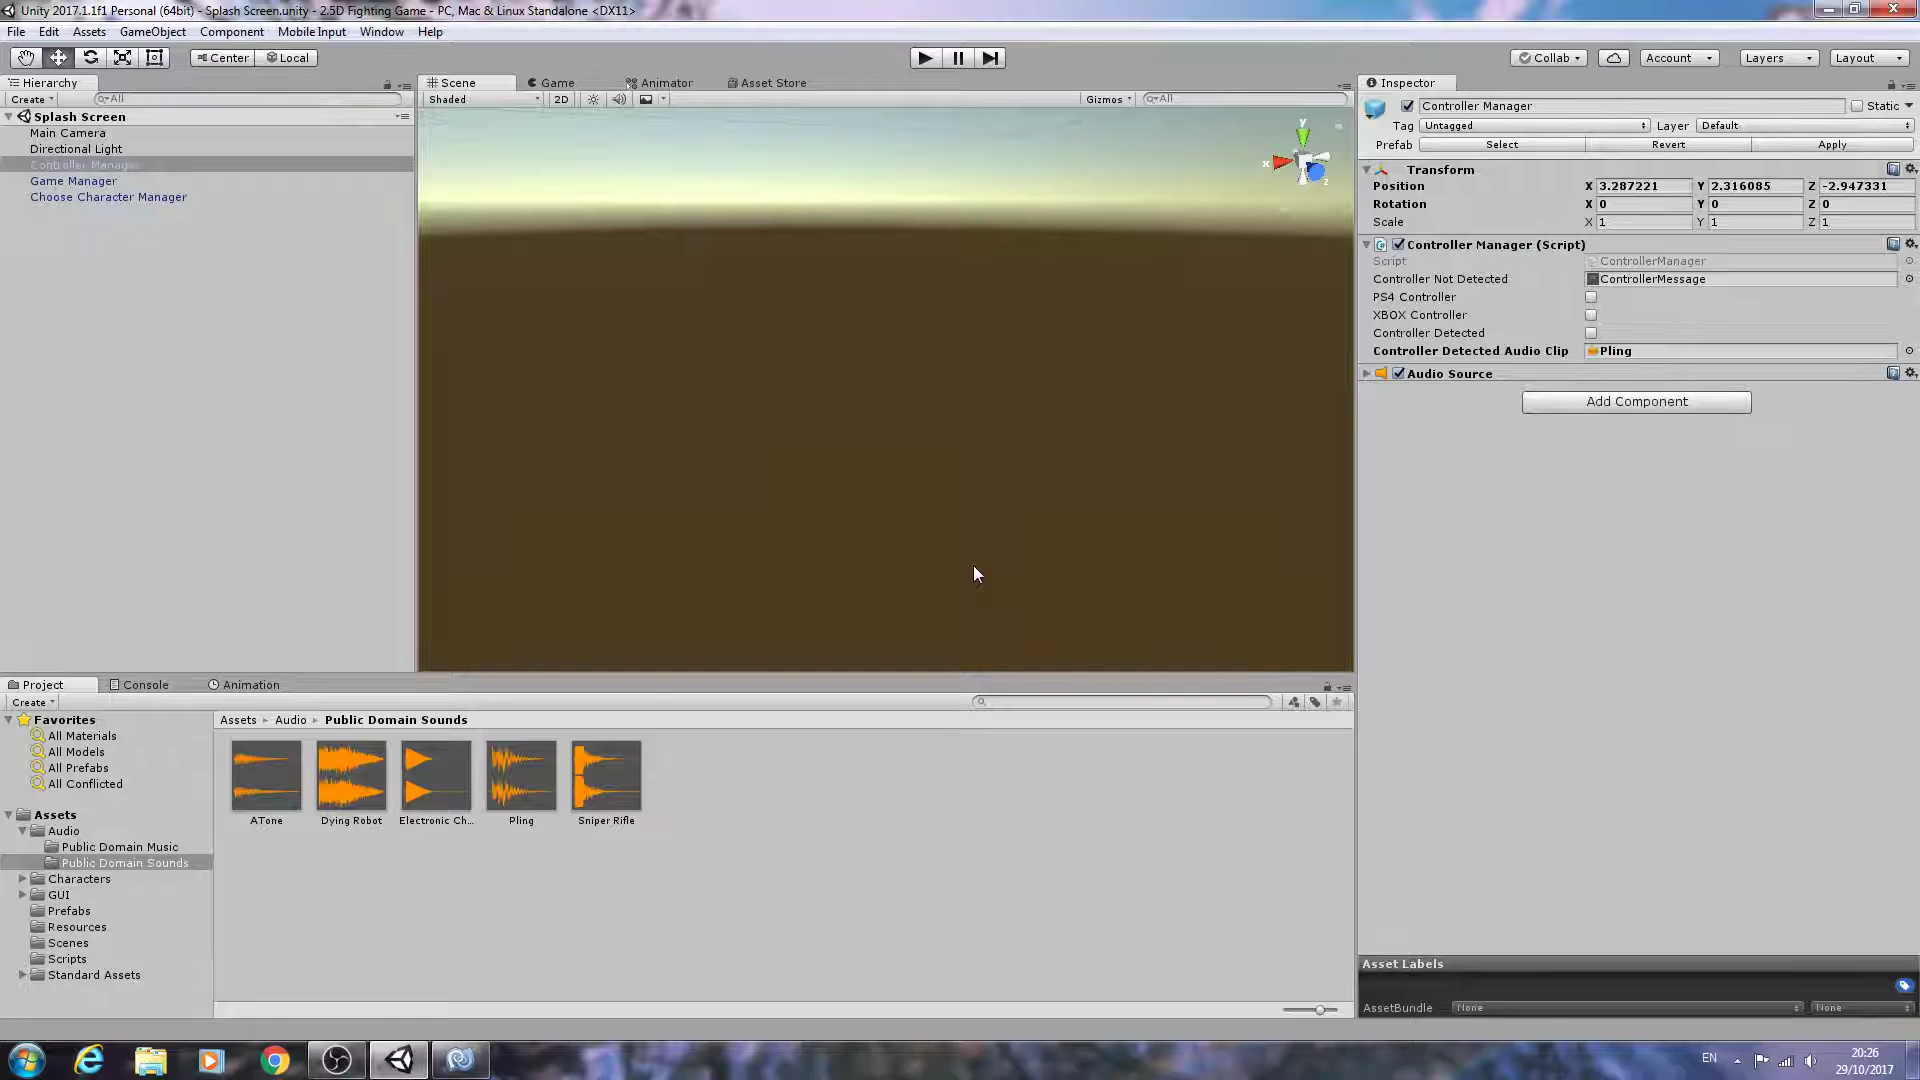 Unity 2017.1.1f1 Personal (64bit) - Splash Screen.unity - 2.5D Fighting Game - PC, Mac & Linux Standalone <DX11>
File Edit Assets GameObject Component Mobile Input Window Help
Center Local Collab Account Layers Layout
Hierarchy
Create All
Splash Screen
Main Camera
Directional Light
Controller Manager
Game Manager
Choose Character Manager
Scene Game Animator Asset Store
Shaded 2D Gizmos All
y
x
z
Inspector
Controller Manager Static
Tag Untagged Layer Default
Prefab Select Revert Apply
Transform
Position X 3.287221 Y 2.316085 Z -2.947331
Rotation X 0 Y 0 Z 0
Scale X 1 Y 1 Z 1
Controller Manager (Script)
Script ControllerManager
Controller Not Detected ControllerMessage
PS4 Controller
XBOX Controller
Controller Detected
Controller Detected Audio Clip Pling
Audio Source
Add Component
Project Console Animation
Create
Favorites
All Materials
All Models
All Prefabs
All Conflicted
Assets
Audio
Public Domain Music
Public Domain Sounds
Characters
GUI
Prefabs
Resources
Scenes
Scripts
Standard Assets
Assets Audio Public Domain Sounds
ATone Dying Robot Electronic Ch... Pling Sniper Rifle
Asset Labels
AssetBundle None None
EN
20:26
29/10/2017